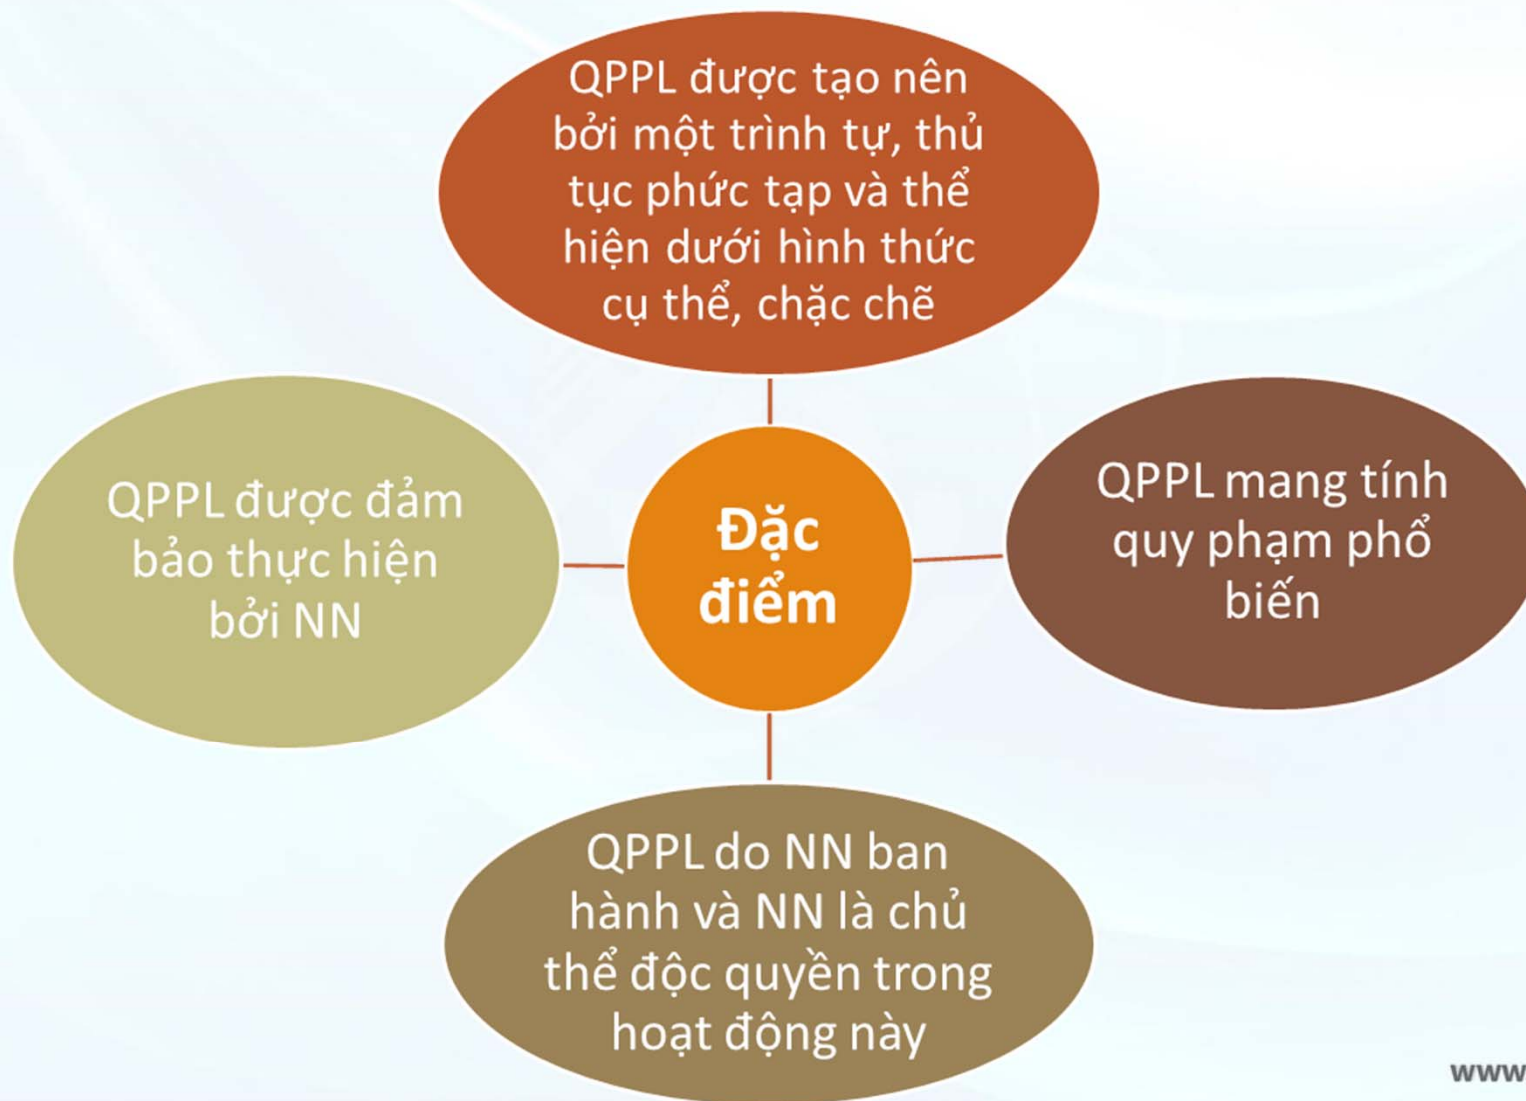 QPPL được tạo nên
bởi một trình tự, thủ
tục phức tạp và thể
hiện dưới hình thức
cụ thể, chặc chẽ
QPPL được đảm
bảo thực hiện
bởi NN
Đặc
điểm
QPPL mang tính
quy phạm phổ
biến
QPPL do NN ban
hành và NN là chủ
thể độc quyền trong
hoạt động này
www